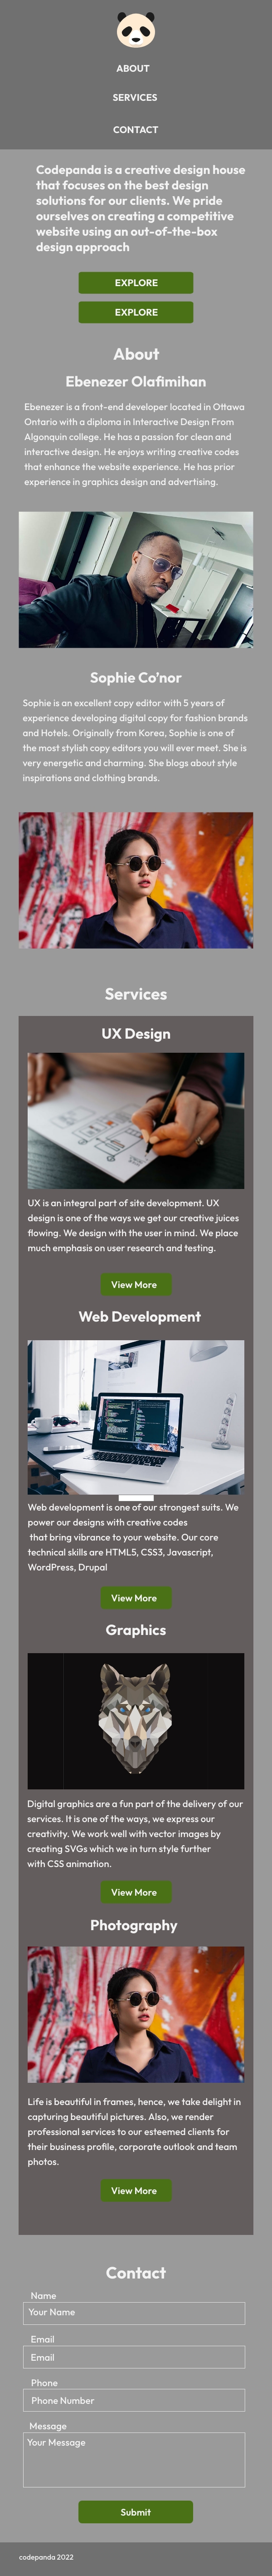 ABOUT
SERVICES
CONTACT
Codepanda is a creative design house
that focuses on the best design
solutions for our clients. We pride
ourselves on creating a competitive
website using an out-of-the-box
design approach
EXPLORE
EXPLORE
About
Ebenezer Olafimihan
Ebenezer is a front-end developer located in Ottawa
Ontario with a diploma in Interactive Design From
Algonquin college. He has a passion for clean and
interactive design. He enjoys writing creative codes
that enhance the website experience. He has prior
experience in graphics design and advertising.
Sophie Co'nor
Sophie is an excellent copy editor with 5 years of
experience developing digital copy for fashion brands
and Hotels. Originally from Korea, Sophie is one of
the most stylish copy editors you will ever meet. She is
very energetic and charming. She blogs about style
inspirations and clothing brands.
Services
UX Design
UX is an integral part of site development. UX
design is one of the ways we get our creative juices
flowing. We design with the user in mind. We place
much emphasis on user research and testing.
View More
Web Development
Web development is one of our strongest suits. We
power our designs with creative codes
that bring vibrance to your website. Our core
technical skills are HTML5, CSS3, Javascript,
WordPress, Drupal
View More
Graphics
Digital graphics are a fun part of the delivery of our
services. It is one of the ways, we express our
creativity. We work well with vector images by
creating SVGs which we in turn style further
with CSS animation.
View More
Photography
Life is beautiful in frames, hence, we take delight in
capturing beautiful pictures. Also, we render
professional services to our esteemed clients for
their business profile, corporate outlook and team
photos.
View More
Contact
Name
Your Name
Email
Email
Phone
Phone Number
Message
Your Message
Submit
codepanda 2022